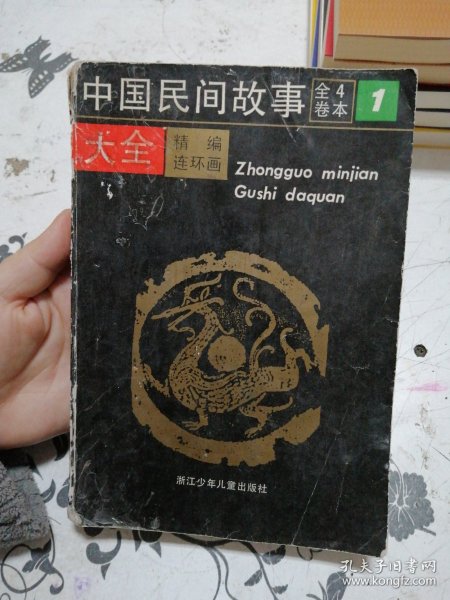 中国民间故事
全4
卷本
1
大全
精编
连环画
Zhongguo minjian
Gushi daquan
浙江少年儿童出版社
孔夫子旧书网
www.kongfz.com